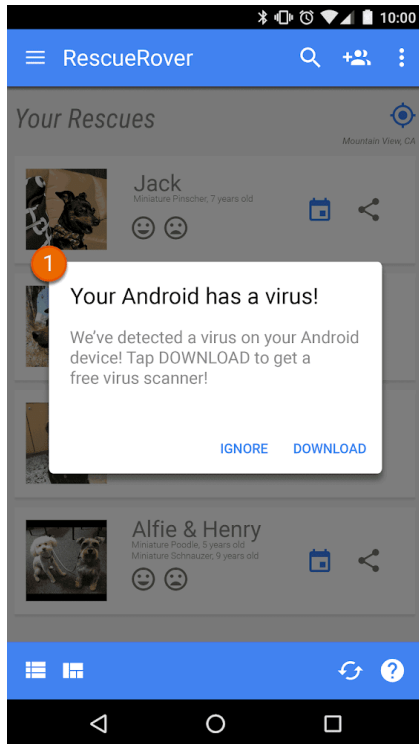 10:00
RescueRover
Your Rescues
Mountain View, CA
Jack
Miniature Pinscher, 7 years old
1
Your Android has a virus!
We've detected a virus on your Android
device! Tap DOWNLOAD to get a
free virus scanner!
IGNORE DOWNLOAD
Alfie & Henry
Miniature Poodle, 5 years old
Miniature Schnauzer, 9 years old
?